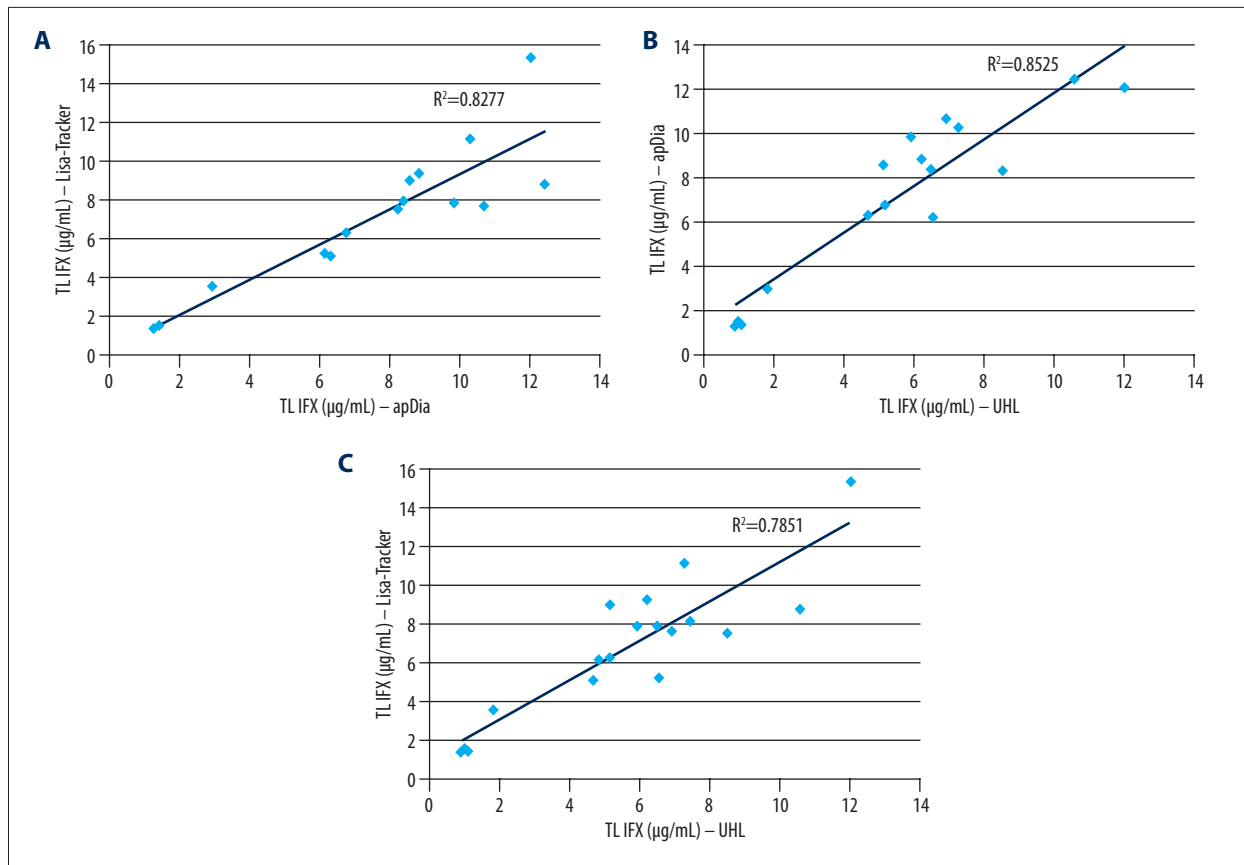 A
16
14
12
10
8
6
4
2
0
TL IFX (µg/mL) – Lisa-Tracker
R²=0.8277
0 2 4 6 8 10 12 14
TL IFX (µg/mL) – apDia
B
14
12
10
8
6
4
2
0
TL IFX (µg/mL) – apDia
R²=0.8525
0 2 4 6 8 10 12 14
TL IFX (µg/mL) – UHL
C
16
14
12
10
8
6
4
2
0
TL IFX (µg/mL) – Lisa-Tracker
R²=0.7851
0 2 4 6 8 10 12 14
TL IFX (µg/mL) – UHL